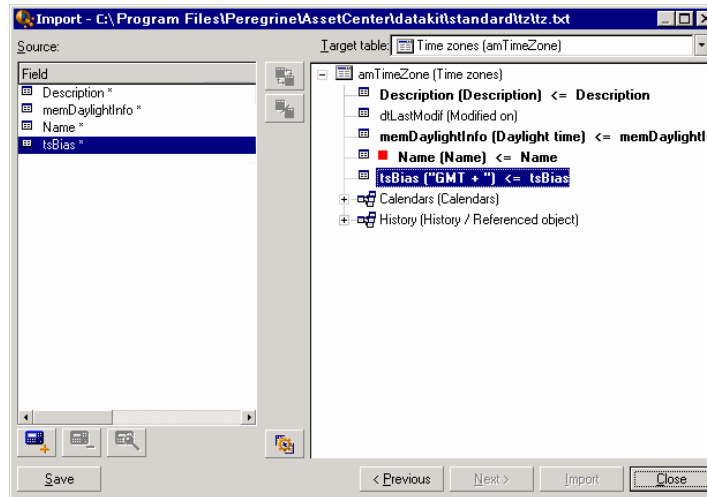 Import - C:\Program Files\Peregrine\AssetCenter\datakit\standard\tz\tz.txt
Source:
Target table: Time zones (amTimeZone)
Field
Description *
memDaylightInfo *
Name *
tsBias *
amTimeZone (Time zones)
Description (Description) <= Description
dtLastModif (Modified on)
memDaylightInfo (Daylight time) <= memDaylightI
Name (Name) <= Name
tsBias ("GMT + ") <= tsBias
Calendars (Calendars)
History (History / Referenced object)
Save
< Previous
Next >
Import
Close